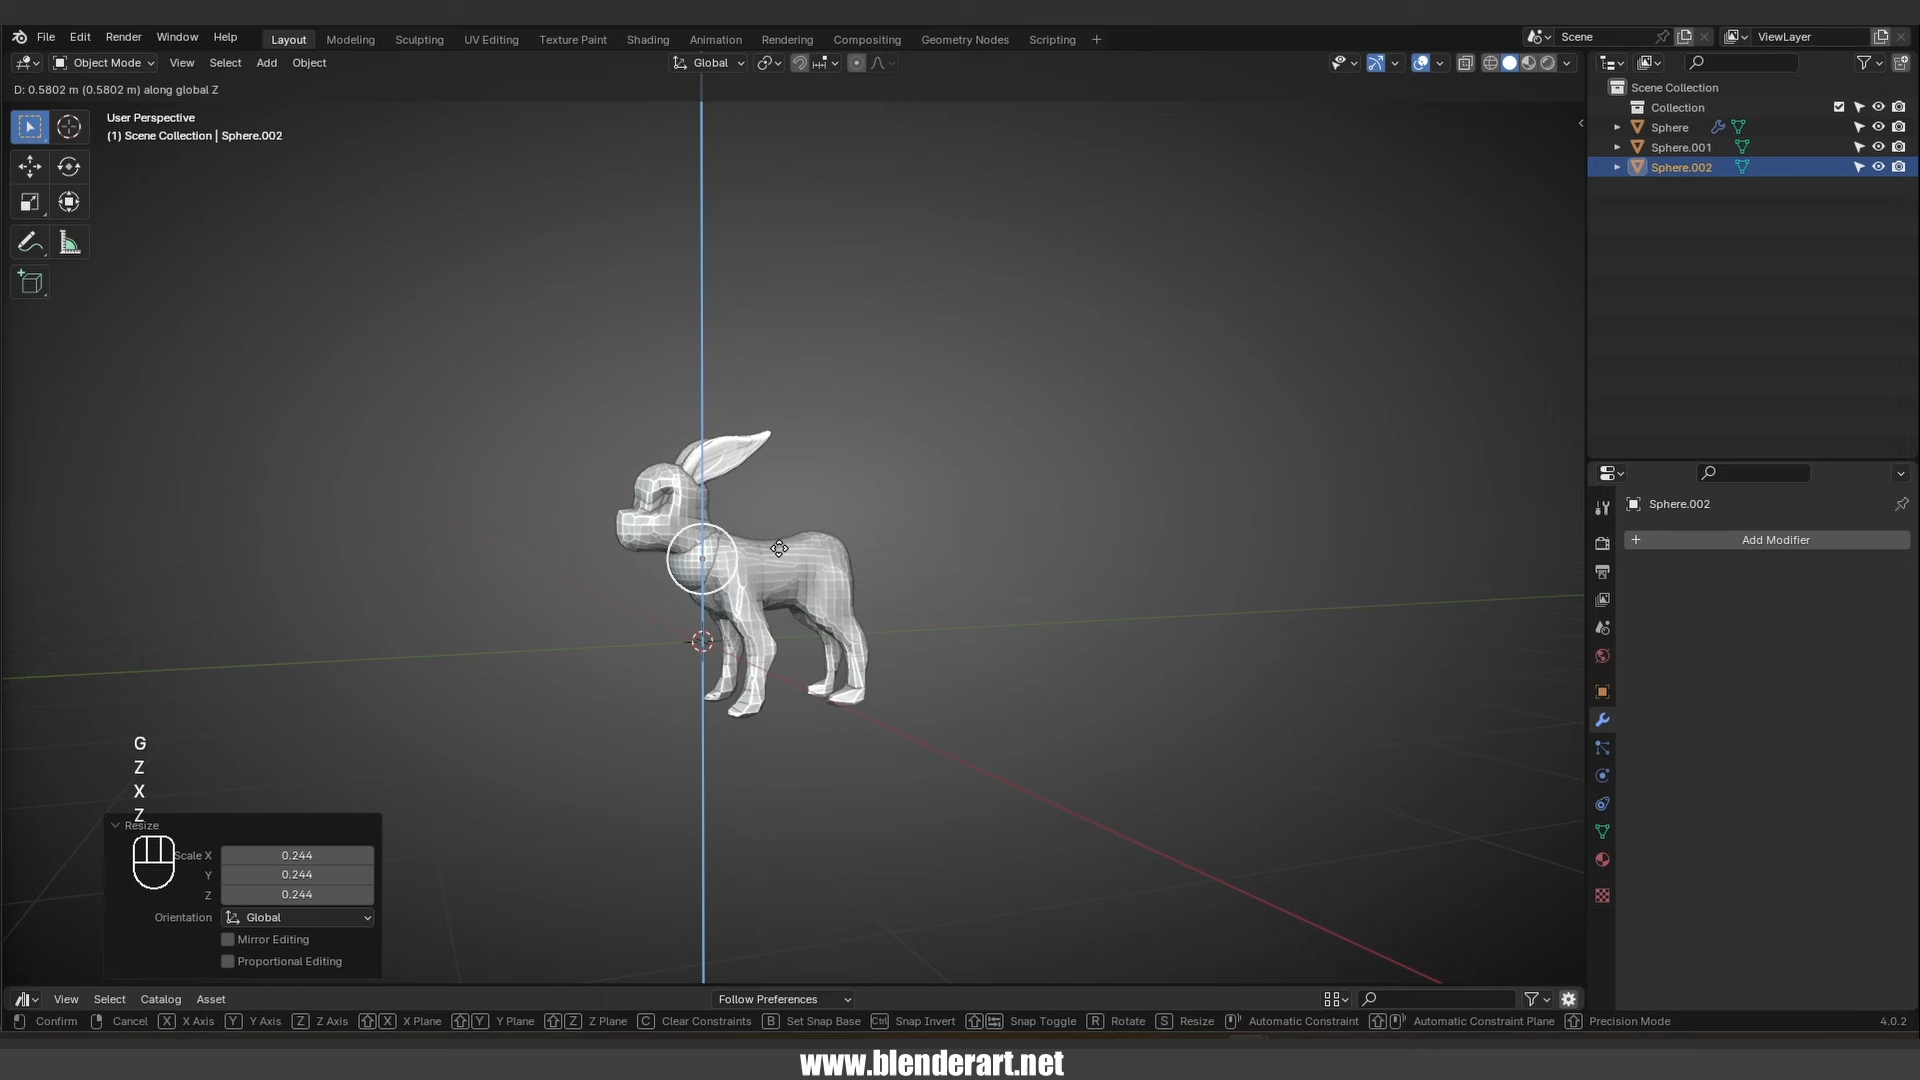 File Edit Render Window Help
Layout Modeling Sculpting UV Editing Texture Paint Shading Animation Rendering Compositing Geometry Nodes Scripting +
Scene
ViewLayer
Object Mode View Select Add Object
Global
D: 0.5802 m (0.5802 m) along global Z
User Perspective
(1) Scene Collection | Sphere.002
Scene Collection
Collection
Sphere
Sphere.001
Sphere.002
Sphere.002
+ Add Modifier
G
Z
X
Z
Resize
Scale X 0.244
Y 0.244
Z 0.244
Orientation Global
Mirror Editing
Proportional Editing
View Select Catalog Asset
Follow Preferences
Confirm Cancel X X Axis Y Y Axis Z Z Axis X X Plane Y Y Plane Z Z Plane C Clear Constraints B Set Snap Base Ctrl Snap Invert Snap Toggle R Rotate S Resize Automatic Constraint Automatic Constraint Plane Precision Mode 4.0.2
www.blenderart.net